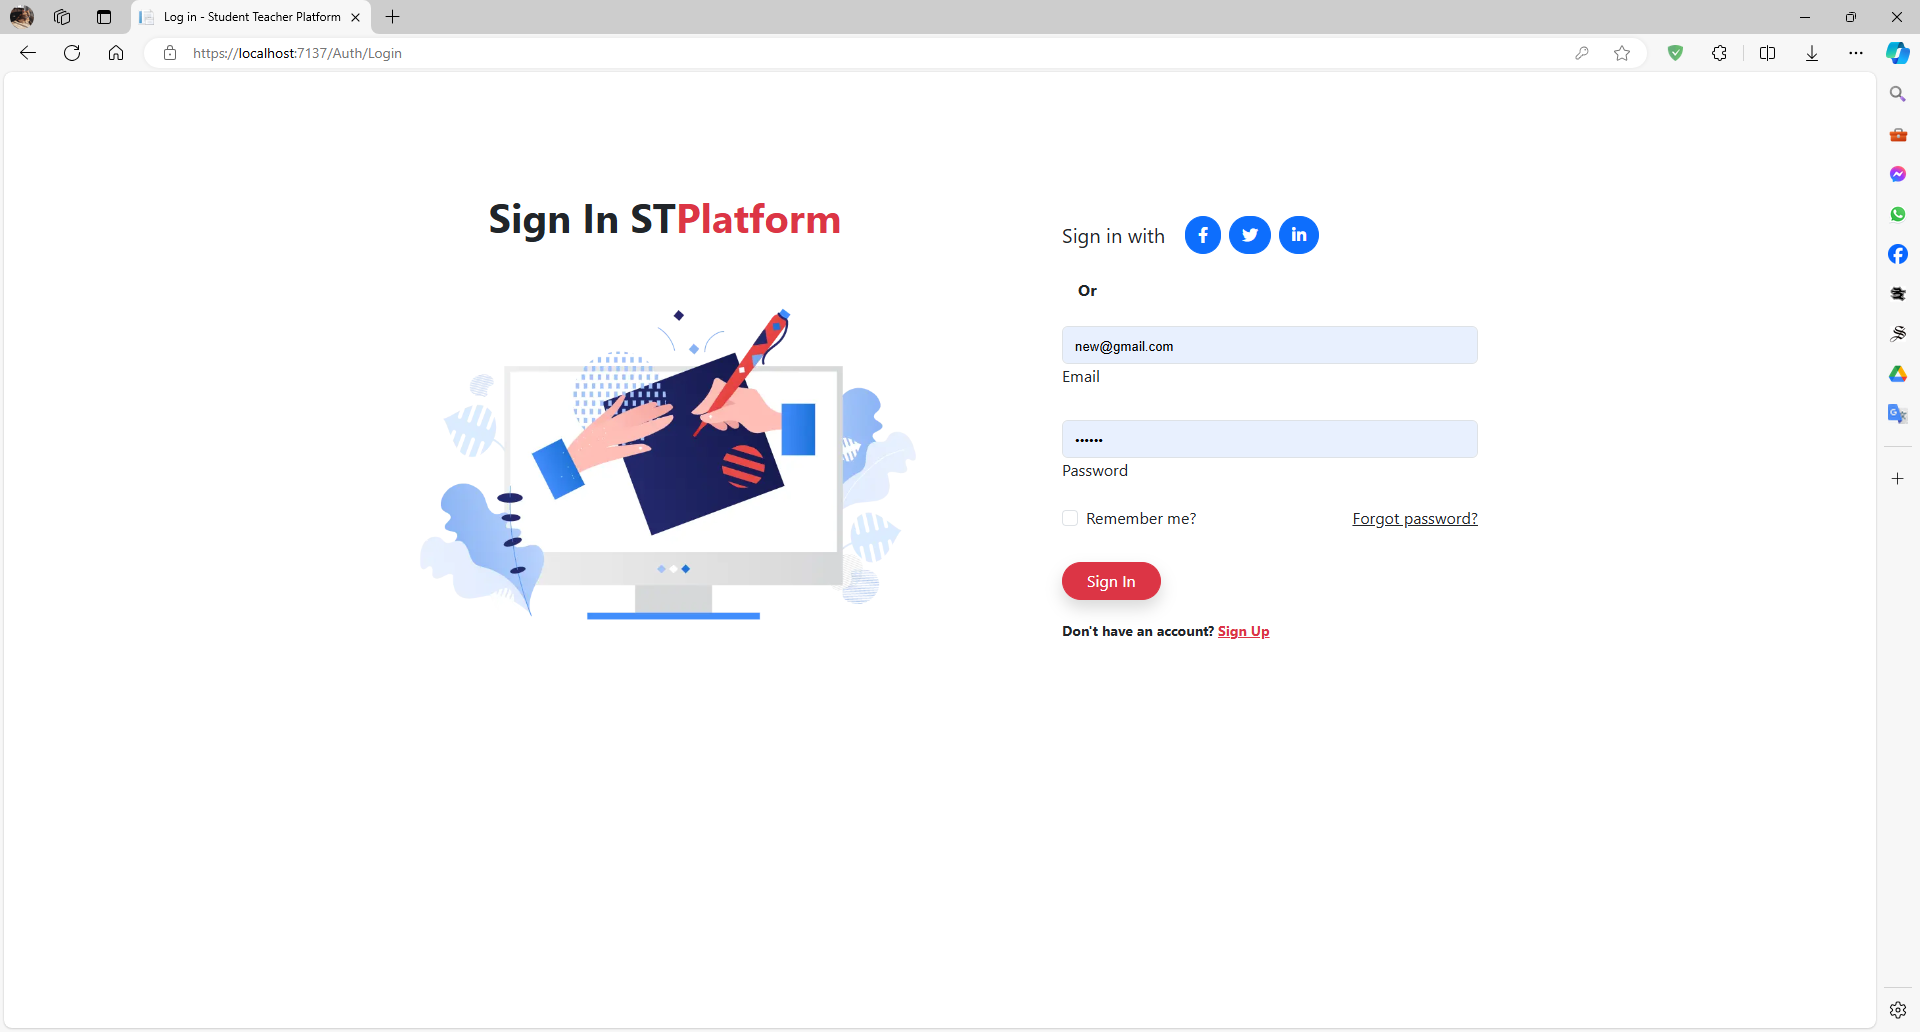 Log in - Student Teacher Platform
https://localhost:7137/Auth/Login
Sign In STPlatform
Sign in with
Or
new@gmail.com
Email
••••••
Password
Remember me?
Forgot password?
Sign In
Don't have an account? Sign Up